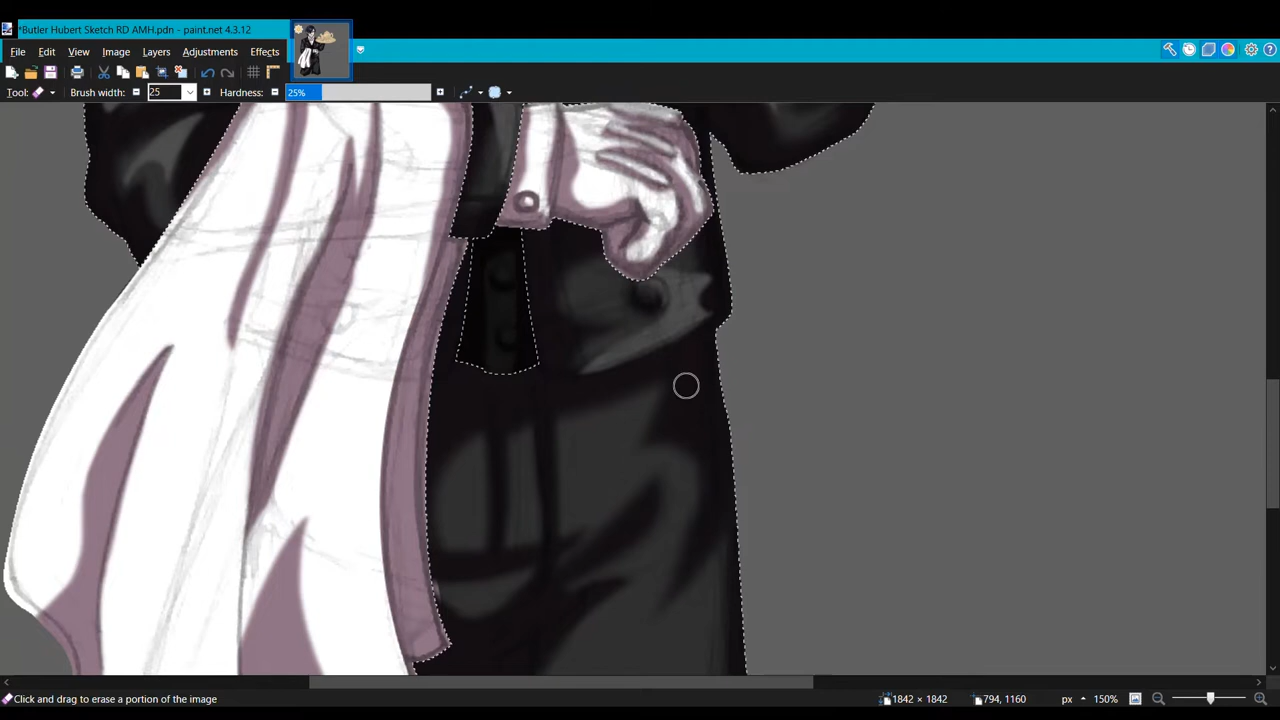 *Butler Hubert Sketch RD AMH.pdn - paint.net 4.3.12
File Edit View Image Layers Adjustments Effects
Tool: Brush width: 25 Hardness: 25%
Click and drag to erase a portion of the image 1842 × 1842 794, 1160 px 150%